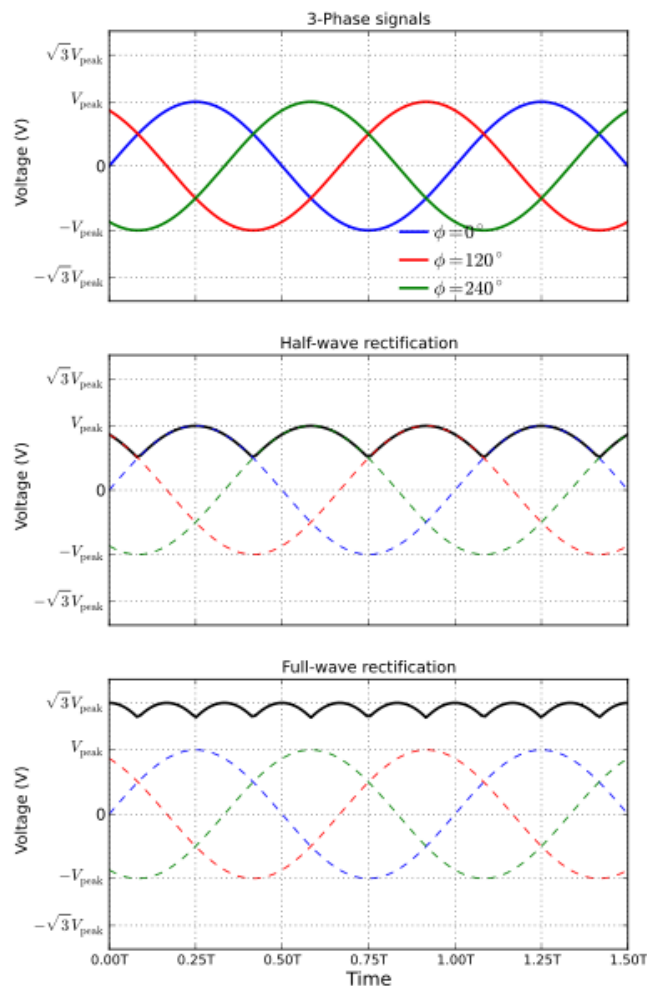 3-Phase signals
√3V_peak
V_peak
0
−V_peak
−√3V_peak
Voltage (V)
ϕ=0°
ϕ=120°
ϕ=240°
Half-wave rectification
√3V_peak
V_peak
0
−V_peak
−√3V_peak
Voltage (V)
Full-wave rectification
√3V_peak
V_peak
0
−V_peak
−√3V_peak
Voltage (V)
0.00T 0.25T 0.50T 0.75T 1.00T 1.25T 1.50T
Time